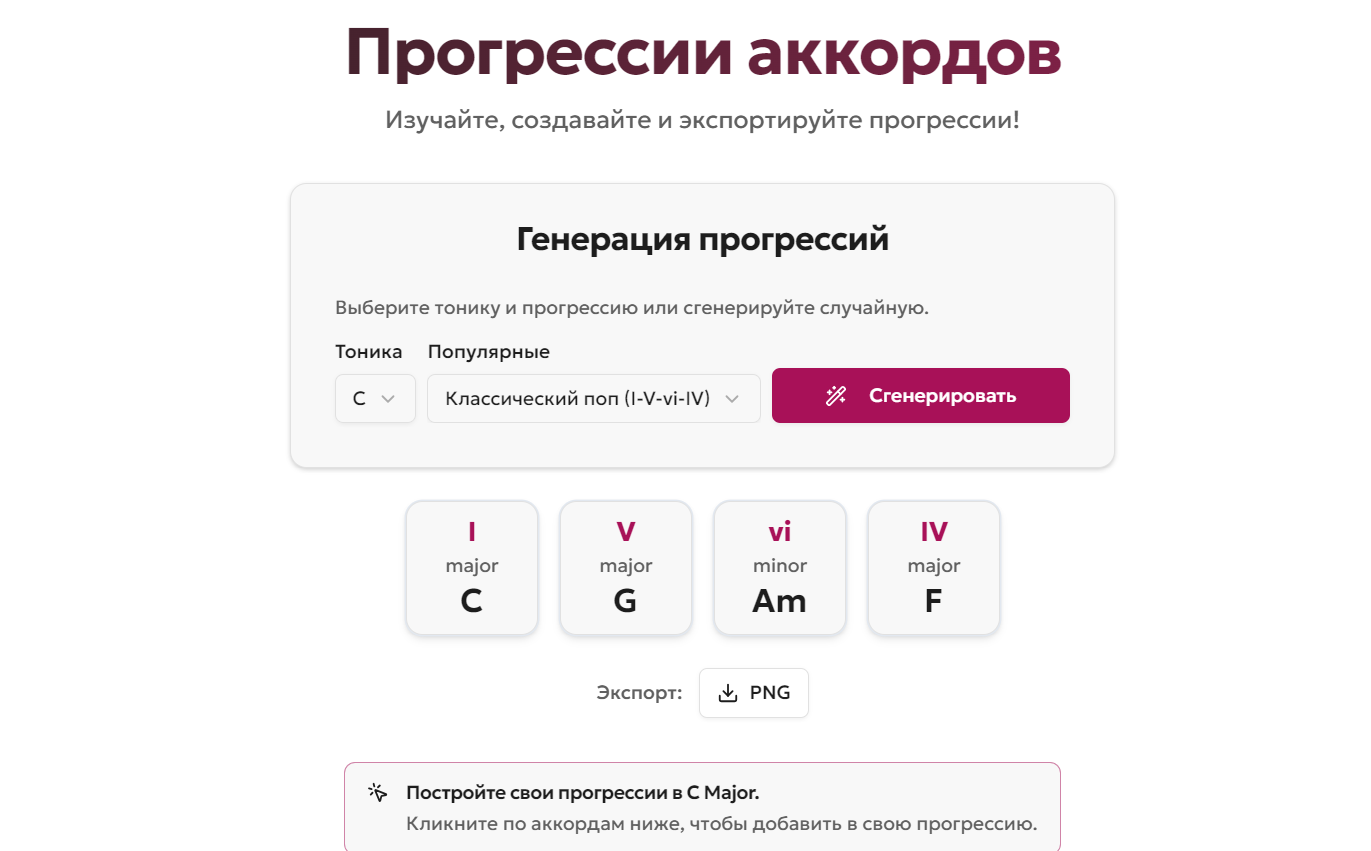 Прогрессии аккордов
Изучайте, создавайте и экспортируйте прогрессии!
Генерация прогрессий
Выберите тонику и прогрессию или сгенерируйте случайную.
Тоника Популярные
C Классический поп (I-V-vi-IV) Сгенерировать
I V vi IV
major major minor major
C G Am F
Экспорт: PNG
Постройте свои прогрессии в C Major.
Кликните по аккордам ниже, чтобы добавить в свою прогрессию.